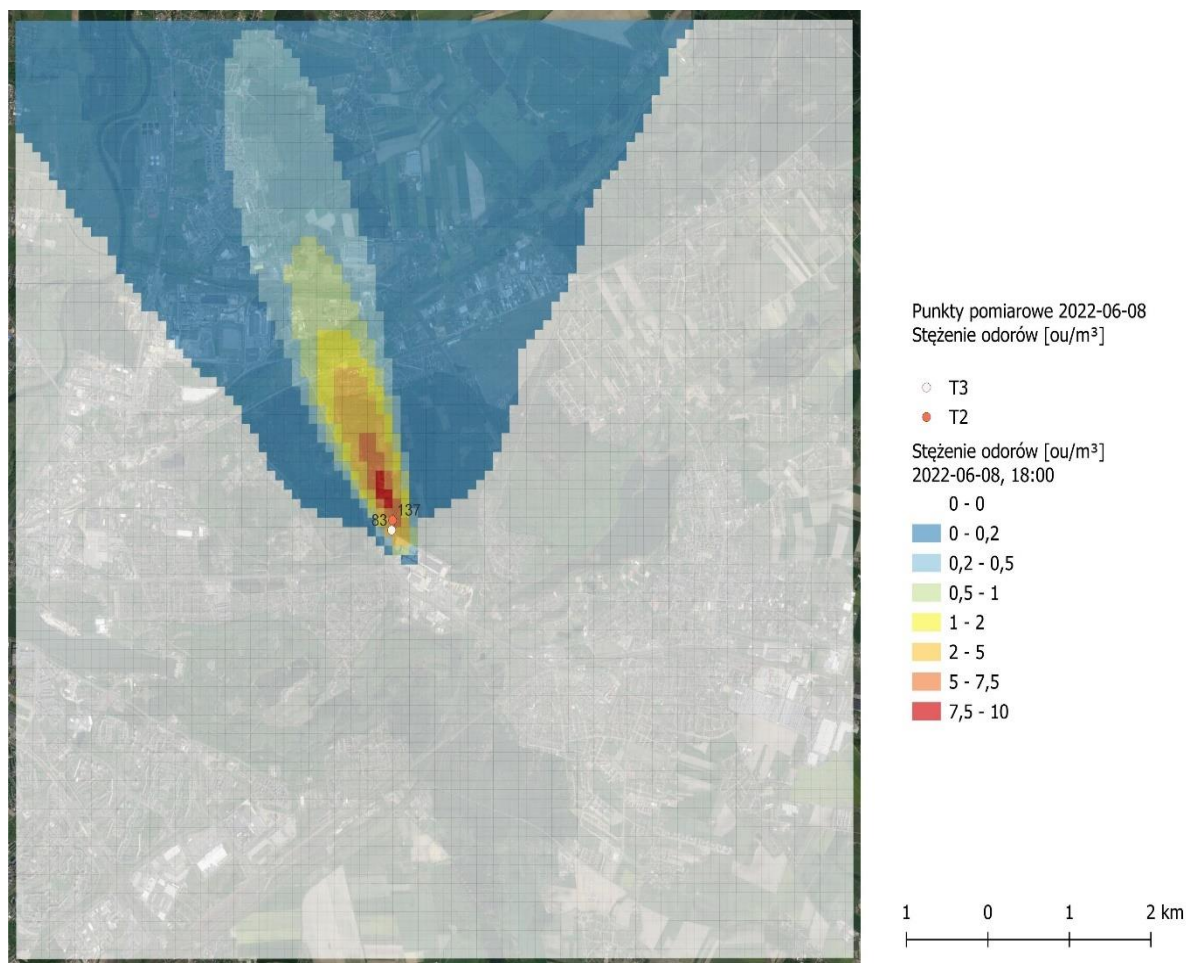 137
83
Punkty pomiarowe 2022-06-08
Stężenie odorów [ou/m³]
T3
T2
Stężenie odorów [ou/m³]
2022-06-08, 18:00
0 - 0
0 - 0,2
0,2 - 0,5
0,5 - 1
1 - 2
2 - 5
5 - 7,5
7,5 - 10
1 0 1 2 km